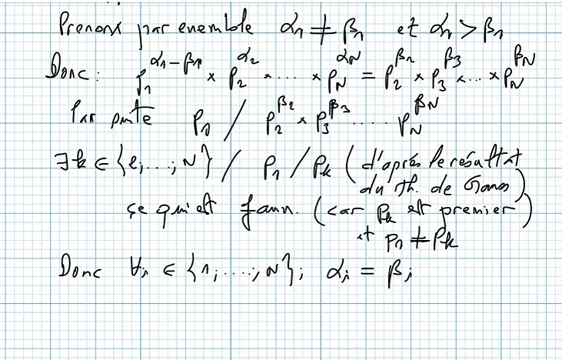 Prenons par exemple α₁ ≠ β₁ et α₁ > β₁
Donc : p₁^(α₁-β₁) × p₂^(α₂) × ... × p_N^(α_N) = p₂^(β₂) × p₃^(β₃) × ... × p_N^(β_N)
Par suite p₁ / p₂^(β₂) × p₃^(β₃) .... p_N^(β_N)
∃ k ∈ {2,...,N} / p₁ / p_k (d'après le résultat
du th. de Gauss)
ce qui est faux. (car p_k est premier)
et p₁ ≠ p_k
Donc ∀i ∈ {1,....,N}; α_i = β_i